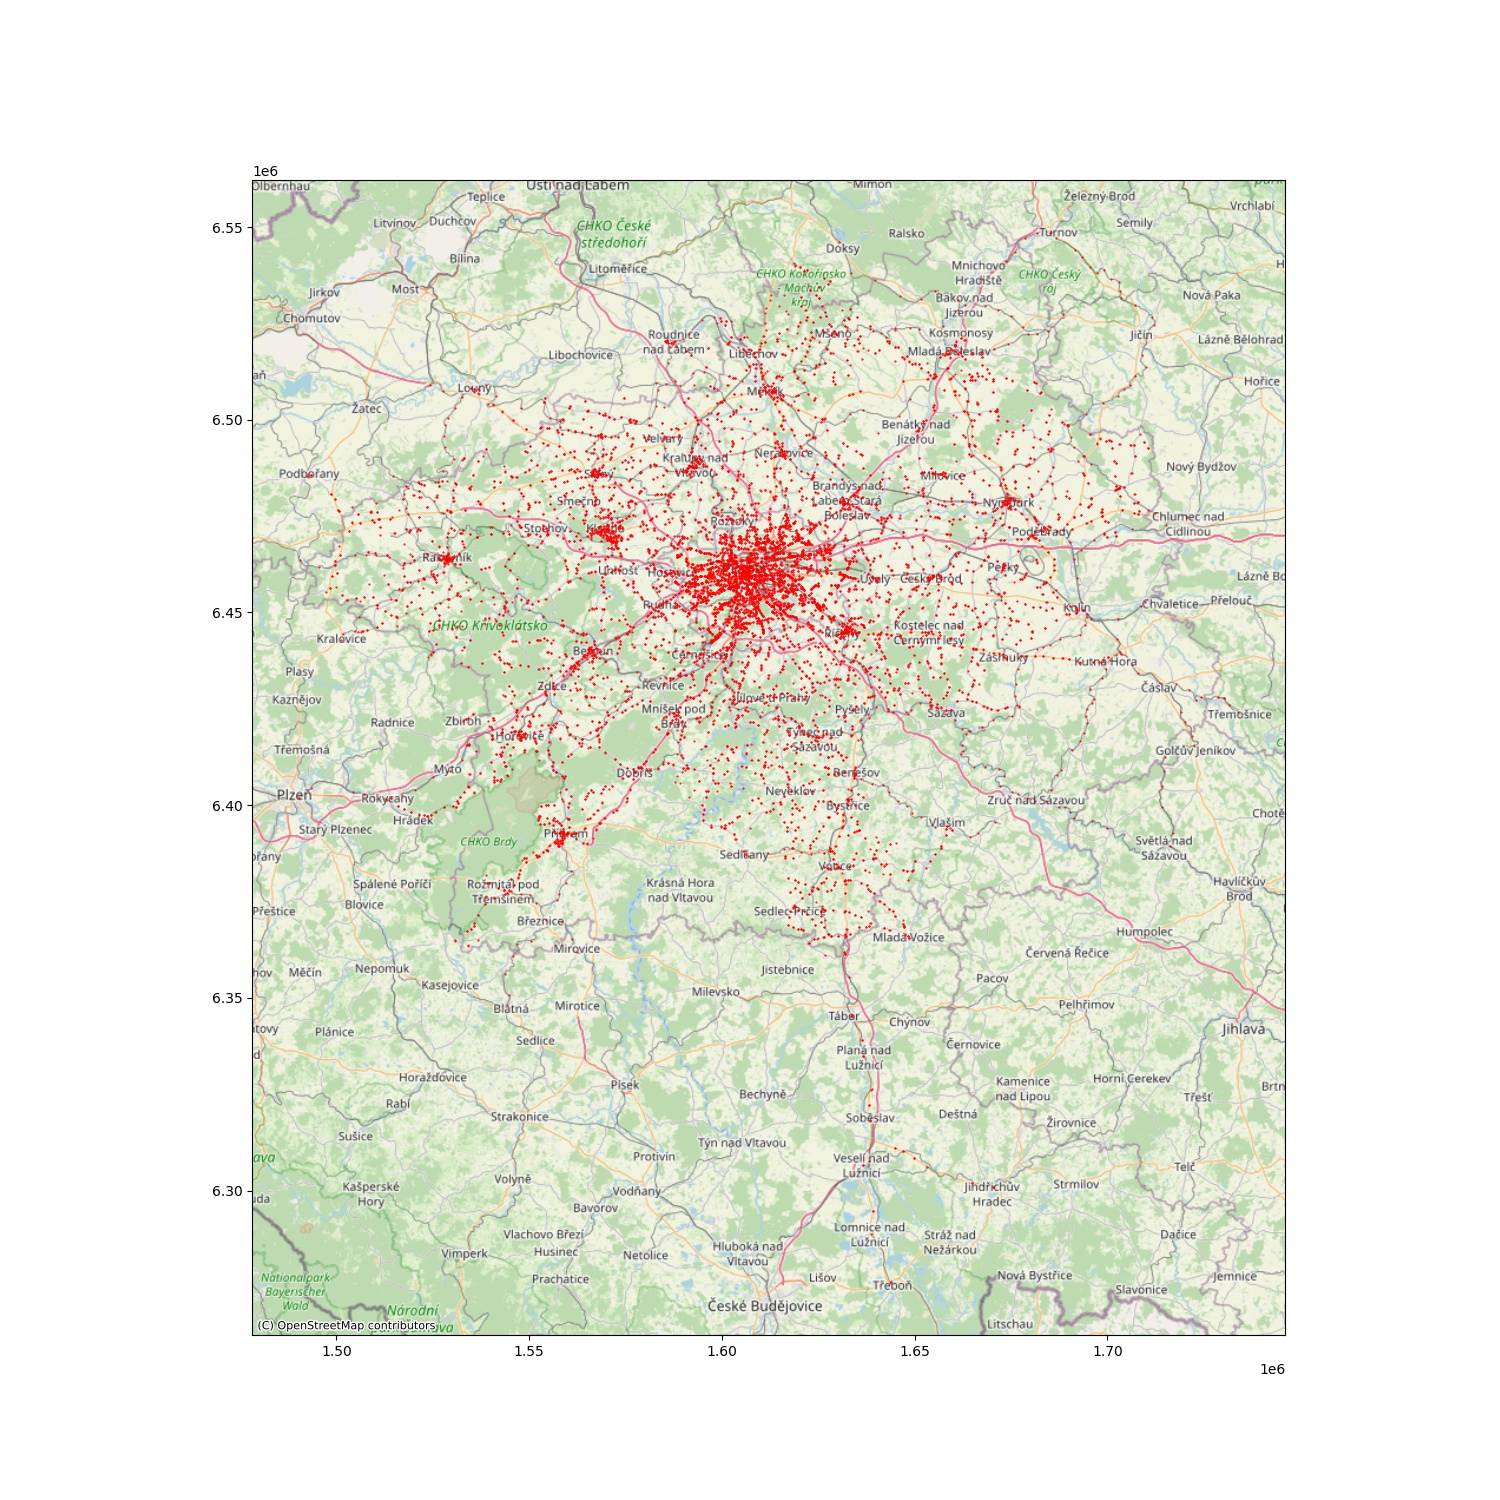 1e6
Olbernhau
Teplice
Ústí nad Labem
Mimoň
Železný Brod
Vrchlabí
6.55
Litvínov
Duchcov
CHKO České
středohoří
Ralsko
Turnov
Semily
Bílina
Doksy
Litoměřice
CHKO Kokořínsko
- Máchův
kraj
Mnichovo
Hradiště
CHKO Český
ráj
Jirkov
Most
Bakov nad
Jizerou
Nová Paka
Chomutov
Roudnice
nad Labem
Mšeno
Kosmonosy
Jičín
Lázně Bělohrad
Libochovice
Liběchov
Mladá Boleslav
Hořice
Louny
Mělník
Žatec
6.50
Benátky nad
Jizerou
Velvary
Kralupy nad
Vltavou
Neratovice
Podbořany
Slaný
Milovice
Nový Bydžov
Brandýs nad
Labem-Stará
Boleslav
Smečno
Nymburk
Chlumec nad
Cidlinou
Stochov
Kladno
Roztoky
Poděbrady
Rakovník
Unhošť
Hostivice
Úvaly
Český Brod
Pečky
Lázně Bo
6.45
Rudná
Kolín
Chvaletice
Přelouč
CHKO Křivoklátsko
Kralovice
Říčany
Kostelec nad
Černými lesy
Beroun
Černošice
Zásmuky
Kutná Hora
Plasy
Kaznějov
Zdice
Řevnice
Jílové u Prahy
Čáslav
Radnice
Zbiroh
Mníšek pod
Brdy
Pyšely
Sázava
Třemošnice
Hořovice
Týnec nad
Sázavou
Třemošná
Golčův Jeníkov
Mýto
Dobříš
Benešov
Plzeň
Rokycany
Neveklov
Bystřice
Zruč nad Sázavou
6.40
Hrádek
Starý Plzenec
Příbram
Vlašim
CHKO Brdy
Světlá nad
Sázavou
Sedlčany
Votice
Spálené Poříčí
Rožmitál pod
Třemšínem
Krásná Hora
nad Vltavou
Havlíčkův
Brod
Blovice
Přeštice
Březnice
Sedlec-Prčice
Mladá Vožice
Humpolec
Mirovice
Červená Řečice
Měčín
Nepomuk
Kasejovice
Jistebnice
Pacov
6.35
Milevsko
Pelhřimov
Blatná
Mirotice
Tábor
Chýnov
Jihlava
Plánice
Sedlice
Planá nad
Lužnicí
Černovice
Horažďovice
Písek
Bechyně
Kamenice
nad Lipou
Horní Cerekev
Třešť
Rabí
Strakonice
Soběslav
Deštná
Žirovnice
Sušice
Týn nad Vltavou
Protivín
Veselí nad
Lužnicí
Telč
6.30
Kašperské
Hory
Volyně
Vodňany
Jindřichův
Hradec
Strmilov
Bavorov
Vlachovo Březí
Husinec
Lomnice nad
Lužnicí
Stráž nad
Nežárkou
Dačice
Vimperk
Netolice
Hluboká nad
Vltavou
Nationalpark
Bayerischer
Wald
Prachatice
Lišov
Třeboň
Nová Bystřice
Jemnice
Slavonice
Národní
České Budějovice
Litschau
(C) OpenStreetMap contributors
1.50
1.55
1.60
1.65
1.70
1e6